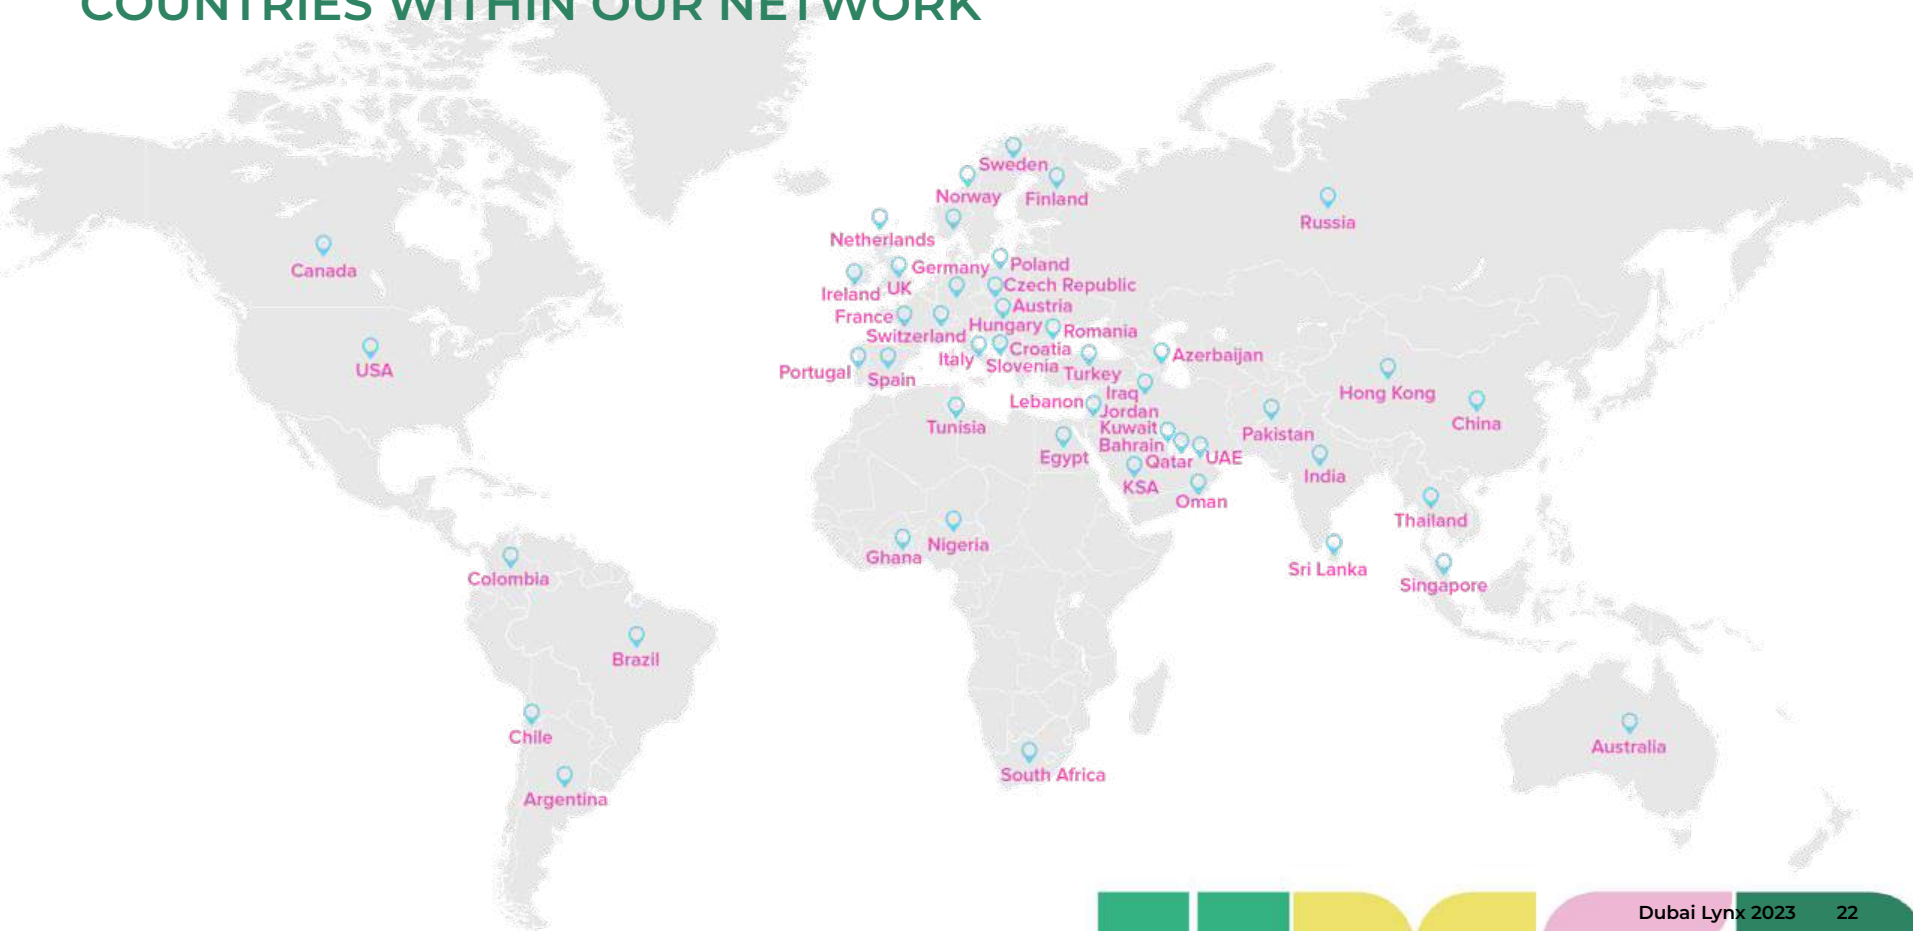 COUNTRIES WITHIN OUR NETWORK
Sweden
Norway
Finland
Russia
Netherlands
Canada
Germany
Poland
Ireland
UK
Czech Republic
Austria
France
Switzerland
Hungary
Romania
Italy
Croatia
Slovenia
Azerbaijan
USA
Portugal
Spain
Turkey
Iraq
Hong Kong
Lebanon
Jordan
Tunisia
Kuwait
China
Bahrain
Pakistan
Egypt
Qatar
UAE
India
KSA
Oman
Thailand
Ghana
Nigeria
Sri Lanka
Colombia
Singapore
Brazil
Chile
Australia
South Africa
Argentina
Dubai Lynx 2023 22